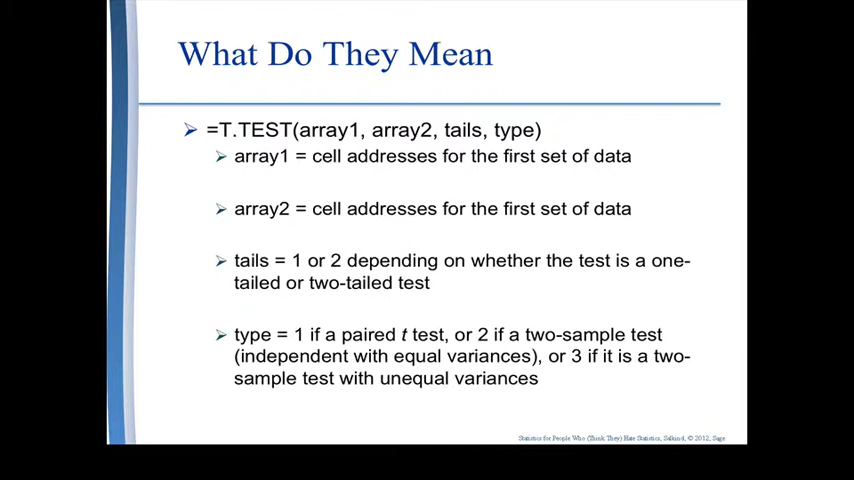 What Do They Mean
=T.TEST(array1, array2, tails, type)
array1 = cell addresses for the first set of data
array2 = cell addresses for the first set of data
tails = 1 or 2 depending on whether the test is a one-
tailed or two-tailed test
type = 1 if a paired t test, or 2 if a two-sample test
(independent with equal variances), or 3 if it is a two-
sample test with unequal variances
Statistics for People Who (Think They) Hate Statistics, Salkind, © 2012, Sage